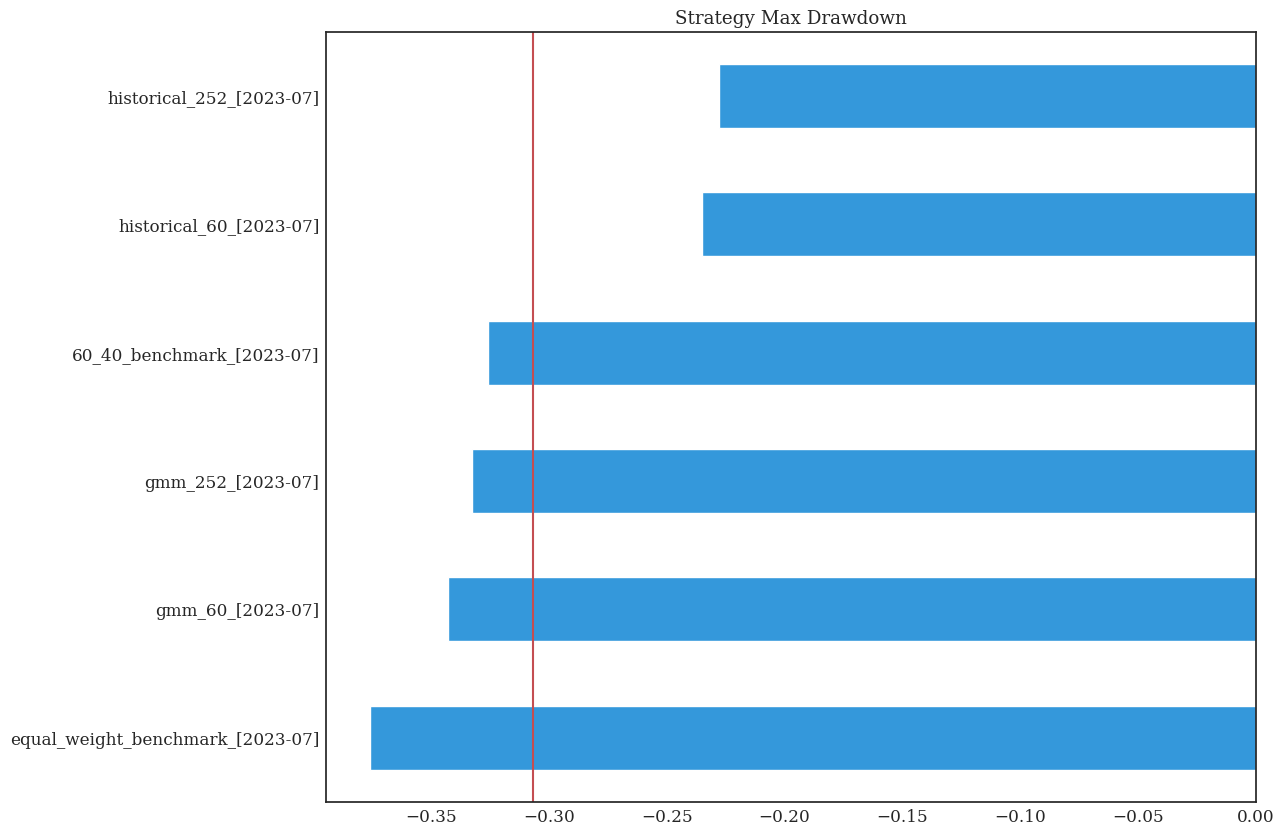 Strategy Max Drawdown
historical_252_[2023-07]
historical_60_[2023-07]
60_40_benchmark_[2023-07]
gmm_252_[2023-07]
gmm_60_[2023-07]
equal_weight_benchmark_[2023-07]
−0.35 −0.30 −0.25 −0.20 −0.15 −0.10 −0.05 0.00